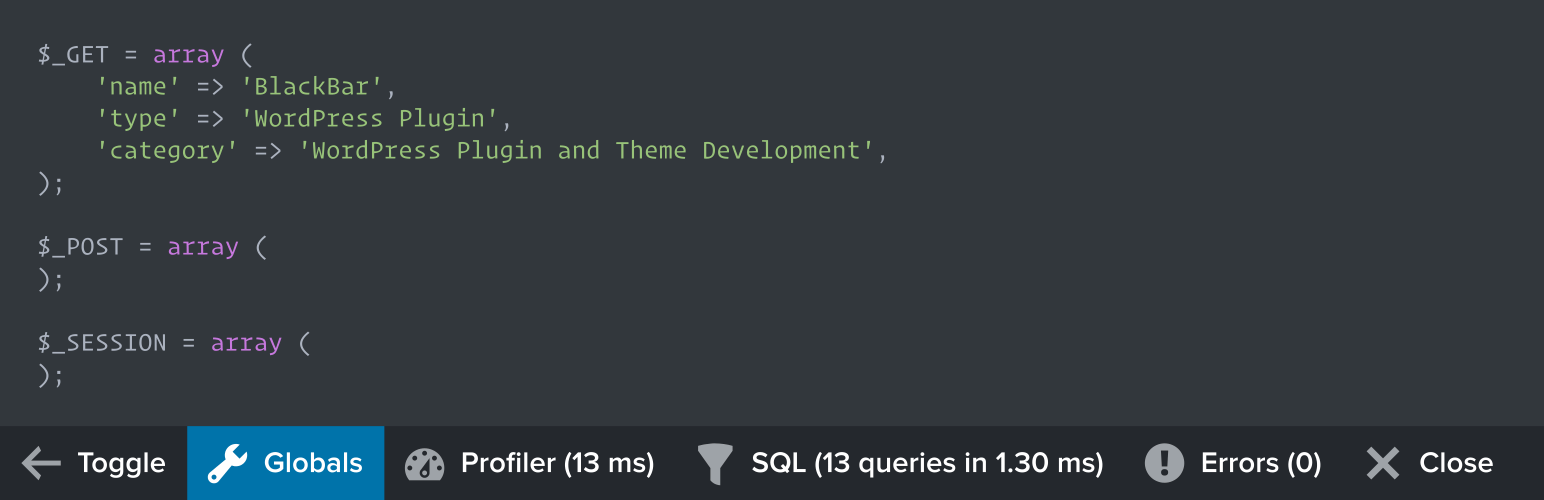 $_GET = array (
    'name' => 'BlackBar',
    'type' => 'WordPress Plugin',
    'category' => 'WordPress Plugin and Theme Development',
);
$_POST = array (
);
$_SESSION = array (
);
Toggle Globals Profiler (13 ms) SQL (13 queries in 1.30 ms) Errors (0) Close